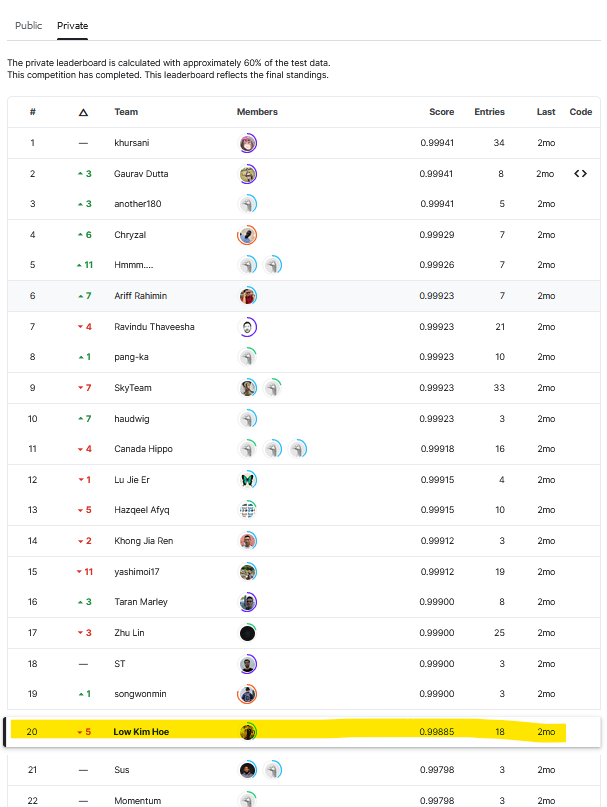 Public Private
The private leaderboard is calculated with approximately 60% of the test data.
This competition has completed. This leaderboard reflects the final standings.
# △ Team Members Score Entries Last Code
1 — khursani 0.99941 34 2mo
2 ▲ 3 Gaurav Dutta 0.99941 8 2mo <>
3 ▲ 3 another180 0.99941 5 2mo
4 ▲ 6 Chryzal 0.99929 7 2mo
5 ▲ 11 Hmmm.... 0.99926 7 2mo
6 ▲ 7 Ariff Rahimin 0.99923 7 2mo
7 ▼ 4 Ravindu Thaveesha 0.99923 21 2mo
8 ▲ 1 pang-ka 0.99923 10 2mo
9 ▼ 7 SkyTeam 0.99923 33 2mo
10 ▲ 7 haudwig 0.99923 3 2mo
11 ▼ 4 Canada Hippo 0.99918 16 2mo
12 ▼ 1 Lu Jie Er 0.99915 4 2mo
13 ▼ 5 Hazqeel Afyq 0.99915 10 2mo
14 ▼ 2 Khong Jia Ren 0.99912 3 2mo
15 ▼ 11 yashimoi17 0.99912 19 2mo
16 ▲ 3 Taran Marley 0.99900 8 2mo
17 ▼ 3 Zhu Lin 0.99900 25 2mo
18 — ST 0.99900 3 2mo
19 ▲ 1 songwonmin 0.99900 3 2mo
20 ▼ 5 Low Kim Hoe 0.99885 18 2mo
21 — Sus 0.99798 3 2mo
22 — Momentum 0.99798 3 2mo